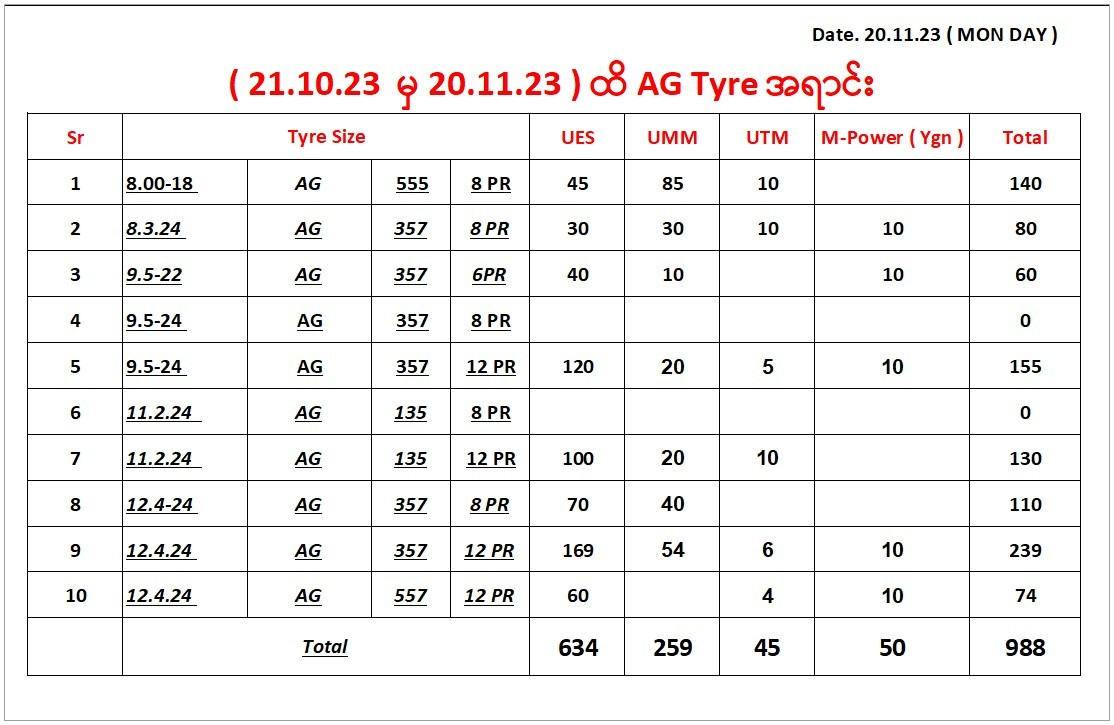 Date. 20.11.23 ( MON DAY )
( 21.10.23 မှ 20.11.23 ) ထိ AG Tyre အရောင်း
Sr Tyre Size UES UMM UTM M-Power ( Ygn ) Total
1 8.00-18 AG 555 8 PR 45 85 10 140
2 8.3.24 AG 357 8 PR 30 30 10 10 80
3 9.5-22 AG 357 6PR 40 10 10 60
4 9.5-24 AG 357 8 PR 0
5 9.5-24 AG 357 12 PR 120 20 5 10 155
6 11.2.24 AG 135 8 PR 0
7 11.2.24 AG 135 12 PR 100 20 10 130
8 12.4-24 AG 357 8 PR 70 40 110
9 12.4.24 AG 357 12 PR 169 54 6 10 239
10 12.4.24 AG 557 12 PR 60 4 10 74
Total 634 259 45 50 988